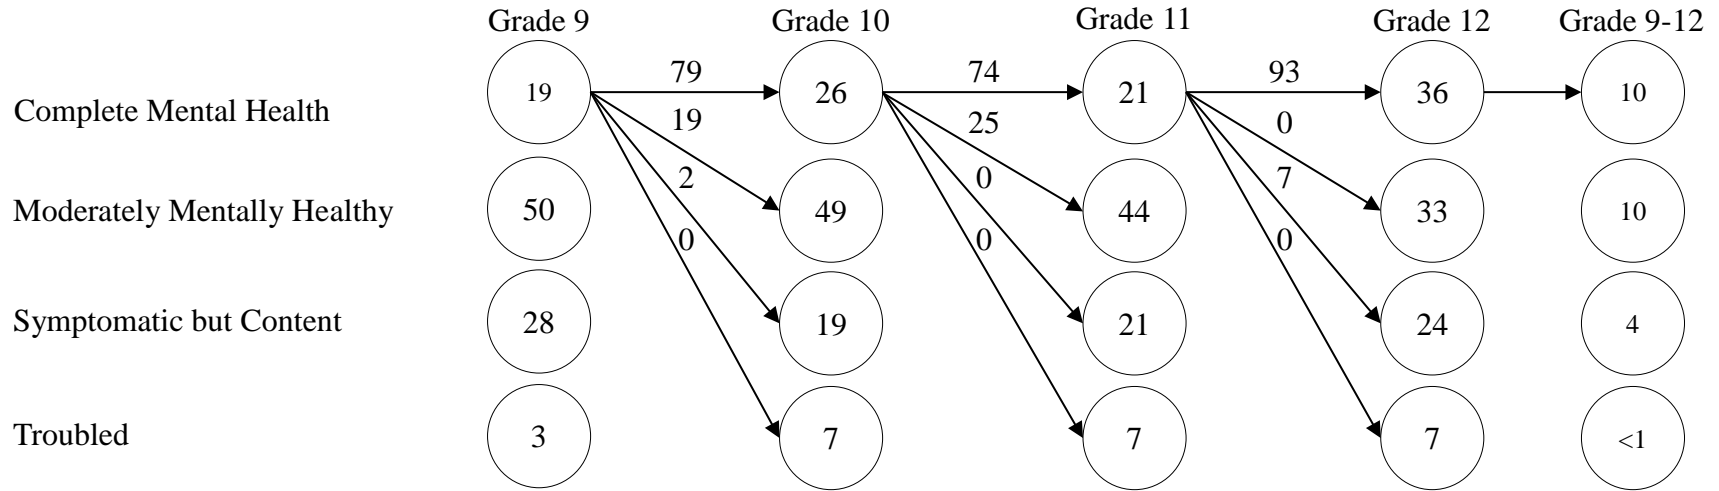 Grade 9 Grade 10 Grade 11 Grade 12 Grade 9-12
79 74 93
Complete Mental Health 19 26 21 36 10
19 25 0
2 0 7
Moderately Mentally Healthy 50 49 44 33 10
0 0 0
Symptomatic but Content 28 19 21 24 4
Troubled 3 7 7 7 <1